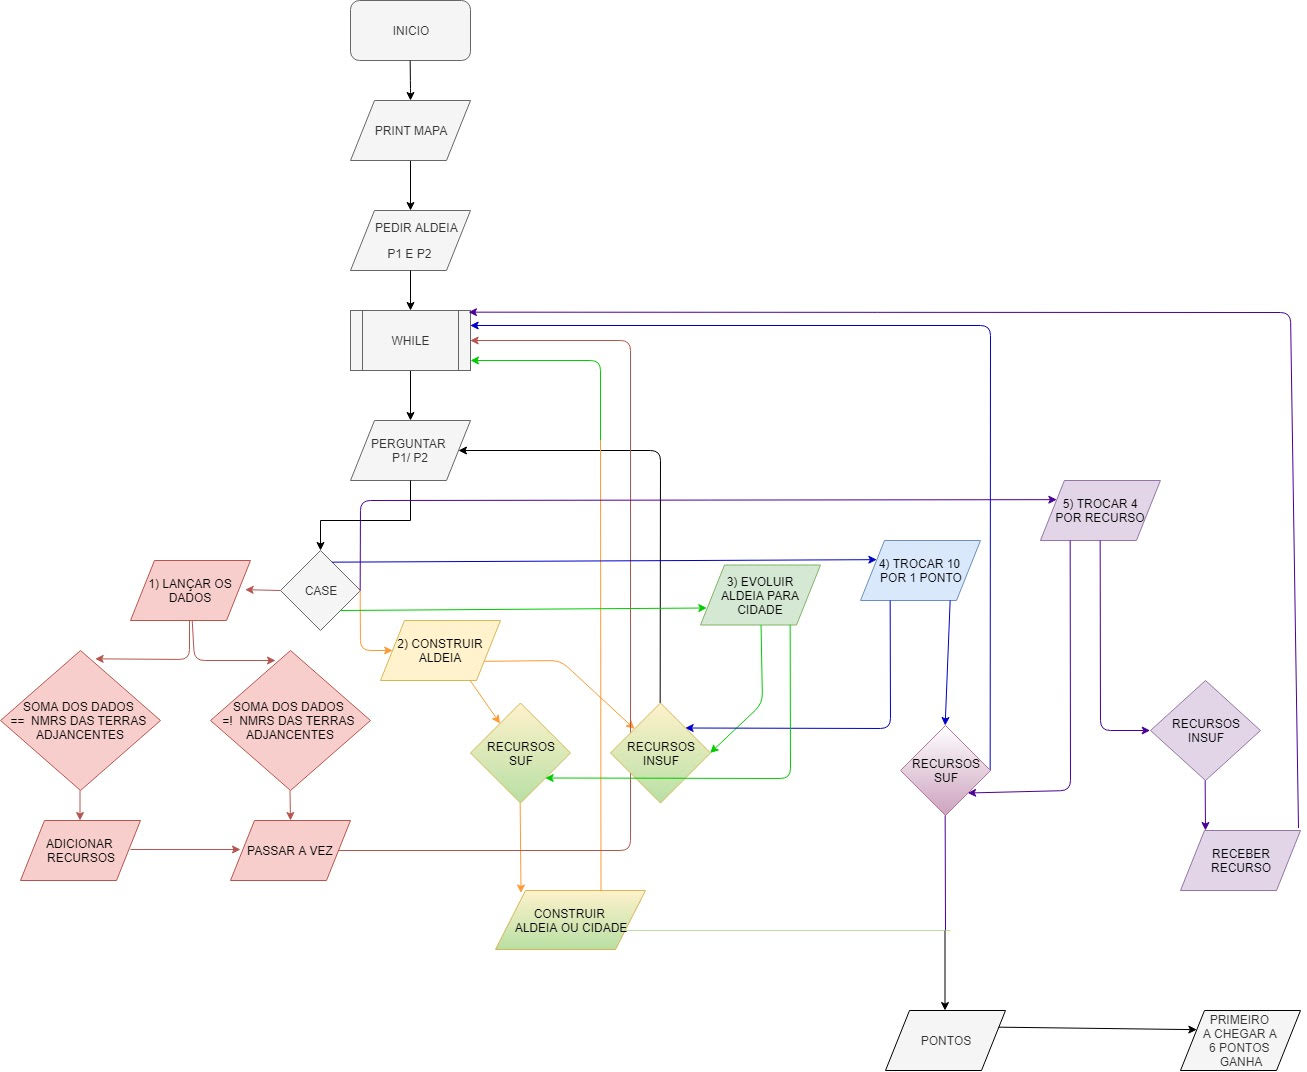 INICIO
PRINT MAPA
PEDIR ALDEIA
P1 E P2
WHILE
PERGUNTAR
P1/ P2
CASE
1) LANÇAR OS
DADOS
2) CONSTRUIR
ALDEIA
3) EVOLUIR
ALDEIA PARA
CIDADE
4) TROCAR 10
POR 1 PONTO
5) TROCAR 4
POR RECURSO
SOMA DOS DADOS
== NMRS DAS TERRAS
ADJANCENTES
SOMA DOS DADOS
=! NMRS DAS TERRAS
ADJANCENTES
RECURSOS
SUF
RECURSOS
INSUF
RECURSOS
SUF
RECURSOS
INSUF
ADICIONAR
RECURSOS
PASSAR A VEZ
RECEBER
RECURSO
CONSTRUIR
ALDEIA OU CIDADE
PONTOS
PRIMEIRO
A CHEGAR A
6 PONTOS
GANHA